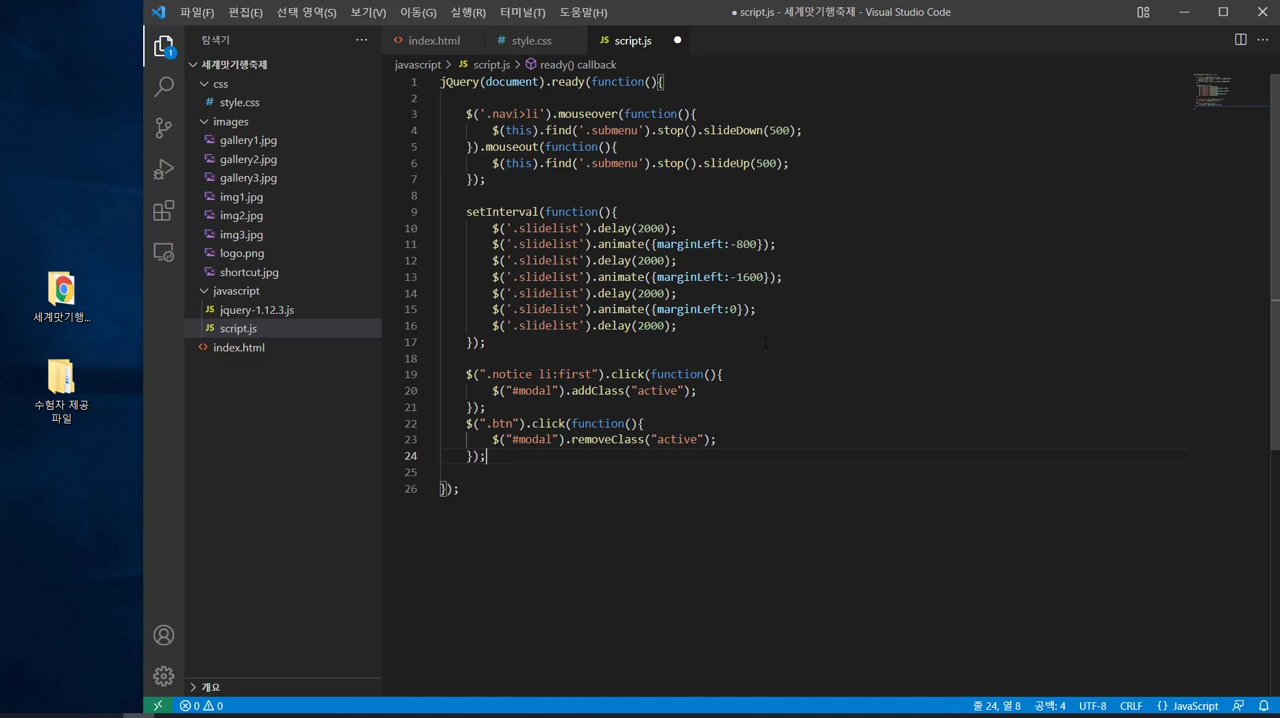 파일(F) 편집(E) 선택 영역(S) 보기(V) 이동(G) 실행(R) 터미널(T) 도움말(H)
● script.js - 세계맛기행축제 - Visual Studio Code
탐색기
index.html
# style.css
JS script.js
1
세계맛기행축제
css
# style.css
images
gallery1.jpg
gallery2.jpg
gallery3.jpg
img1.jpg
img2.jpg
img3.jpg
logo.png
shortcut.jpg
javascript
JS jquery-1.12.3.js
JS script.js
index.html
개요
세계맛기행...
수험자 제공
파일
javascript > JS script.js > ready() callback
1 jQuery(document).ready(function(){
2
3 $('.navi>li').mouseover(function(){
4 $(this).find('.submenu').stop().slideDown(500);
5 }).mouseout(function(){
6 $(this).find('.submenu').stop().slideUp(500);
7 });
8
9 setInterval(function(){
10 $('.slidelist').delay(2000);
11 $('.slidelist').animate({marginLeft:-800});
12 $('.slidelist').delay(2000);
13 $('.slidelist').animate({marginLeft:-1600});
14 $('.slidelist').delay(2000);
15 $('.slidelist').animate({marginLeft:0});
16 $('.slidelist').delay(2000);
17 });
18
19 $(".notice li:first").click(function(){
20 $("#modal").addClass("active");
21 });
22 $(".btn").click(function(){
23 $("#modal").removeClass("active");
24 });
25
26 });
0 0
줄 24, 열 8 공백: 4 UTF-8 CRLF {} JavaScript